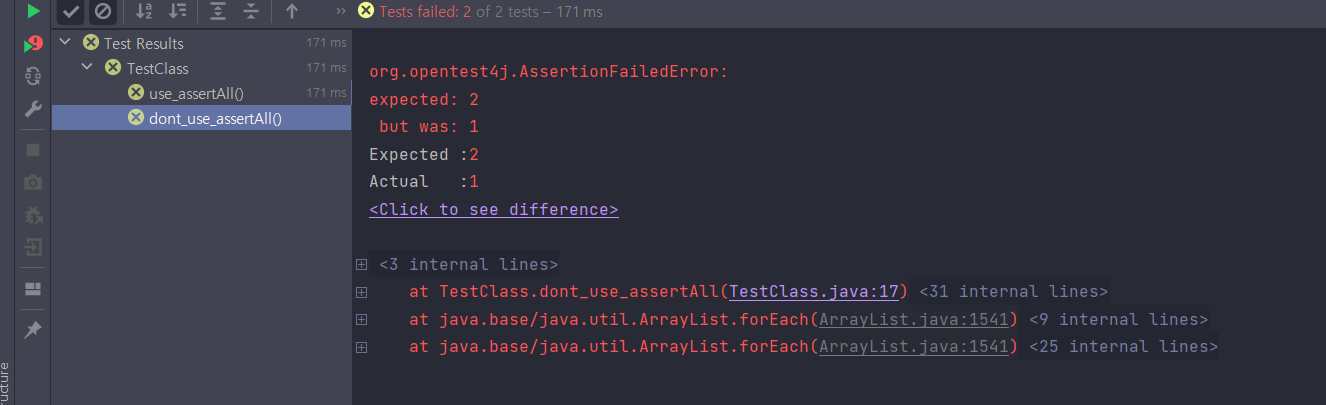 Tests failed: 2 of 2 tests – 171 ms
Test Results 171 ms
TestClass 171 ms
use_assertAll() 171 ms
dont_use_assertAll()
org.opentest4j.AssertionFailedError:
expected: 2
but was: 1
Expected :2
Actual :1
<Click to see difference>
<3 internal lines>
at TestClass.dont_use_assertAll(TestClass.java:17) <31 internal lines>
at java.base/java.util.ArrayList.forEach(ArrayList.java:1541) <9 internal lines>
at java.base/java.util.ArrayList.forEach(ArrayList.java:1541) <25 internal lines>
ructure